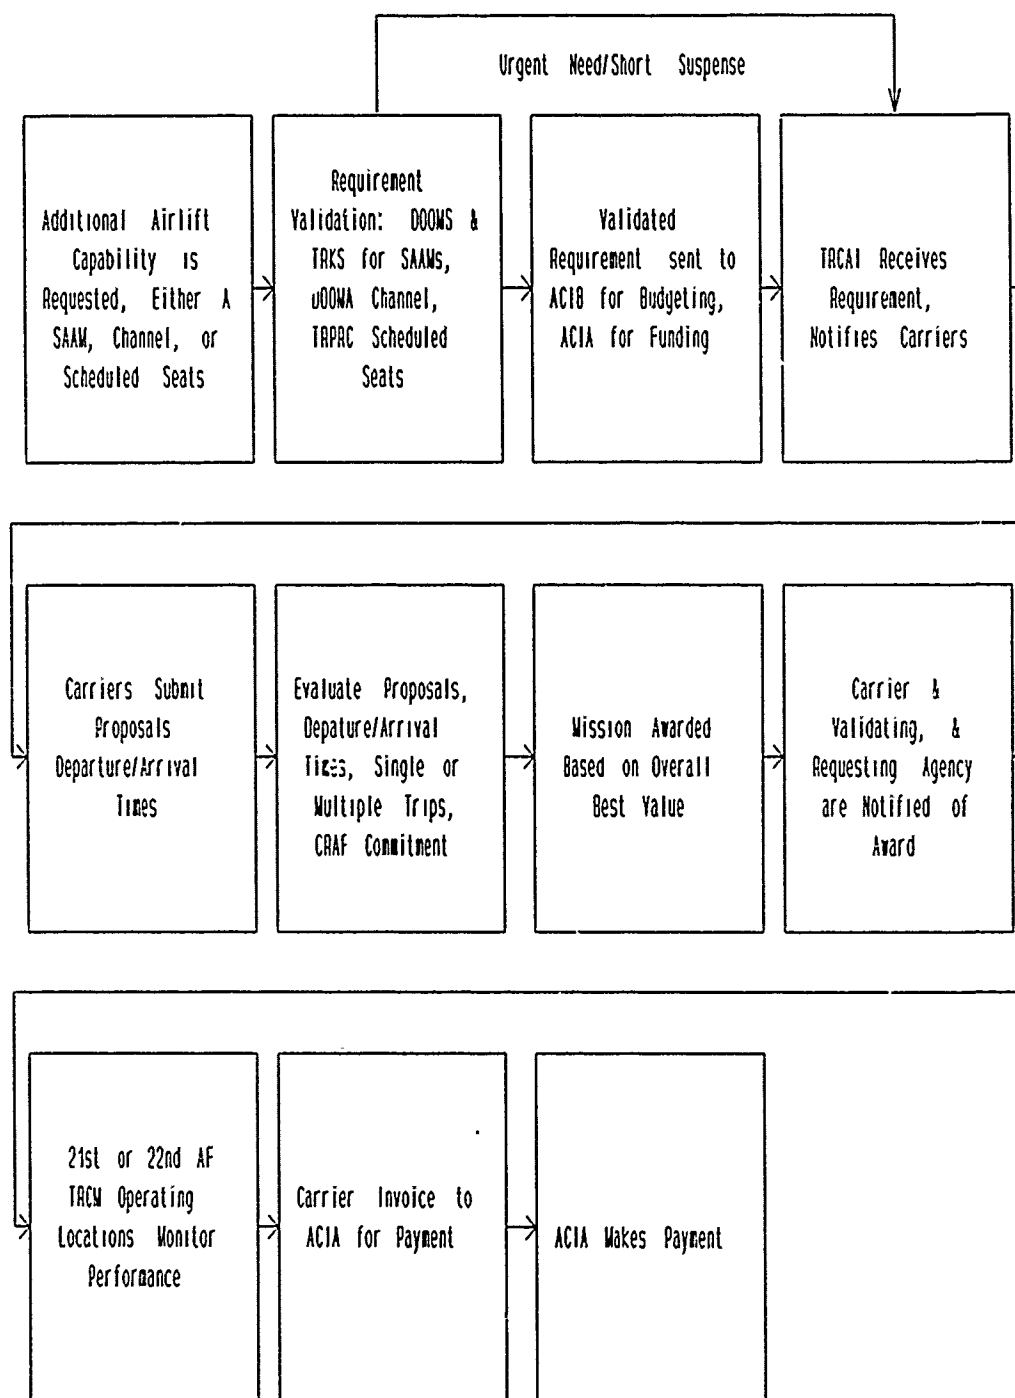 Urgent Need/Short Suspense
Additional Airlift
Capability is
Requested, Either A
SAAM, Channel, or
Scheduled Seats
Requirement
Validation: DOOMS &
TRKS for SAAMs,
DOOMA Channel,
TRPRC Scheduled
Seats
Validated
Requirement sent to
ACIB for Budgeting,
ACIA for Funding
TRCAI Receives
Requirement,
Notifies Carriers
Carriers Submit
Proposals
Departure/Arrival
Times
Evaluate Proposals,
Depature/Arrival
Times, Single or
Multiple Trips,
CRAF Commitment
Mission Awarded
Based on Overall
Best Value
Carrier &
Validating, &
Requesting Agency
are Notified of
Award
21st or 22nd AF
TRCM Operating
Locations Monitor
Performance
Carrier Invoice to
ACIA for Payment
ACIA Makes Payment